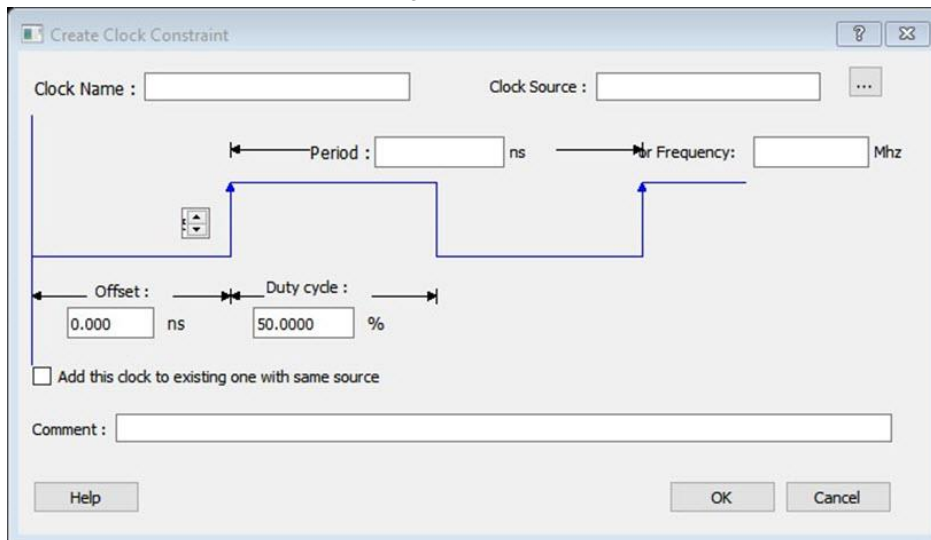 Create Clock Constraint
Clock Name : Clock Source : ...
Period : ns or Frequency: Mhz
Offset : Duty cycle :
0.000 ns 50.0000 %
Add this clock to existing one with same source
Comment :
Help OK Cancel